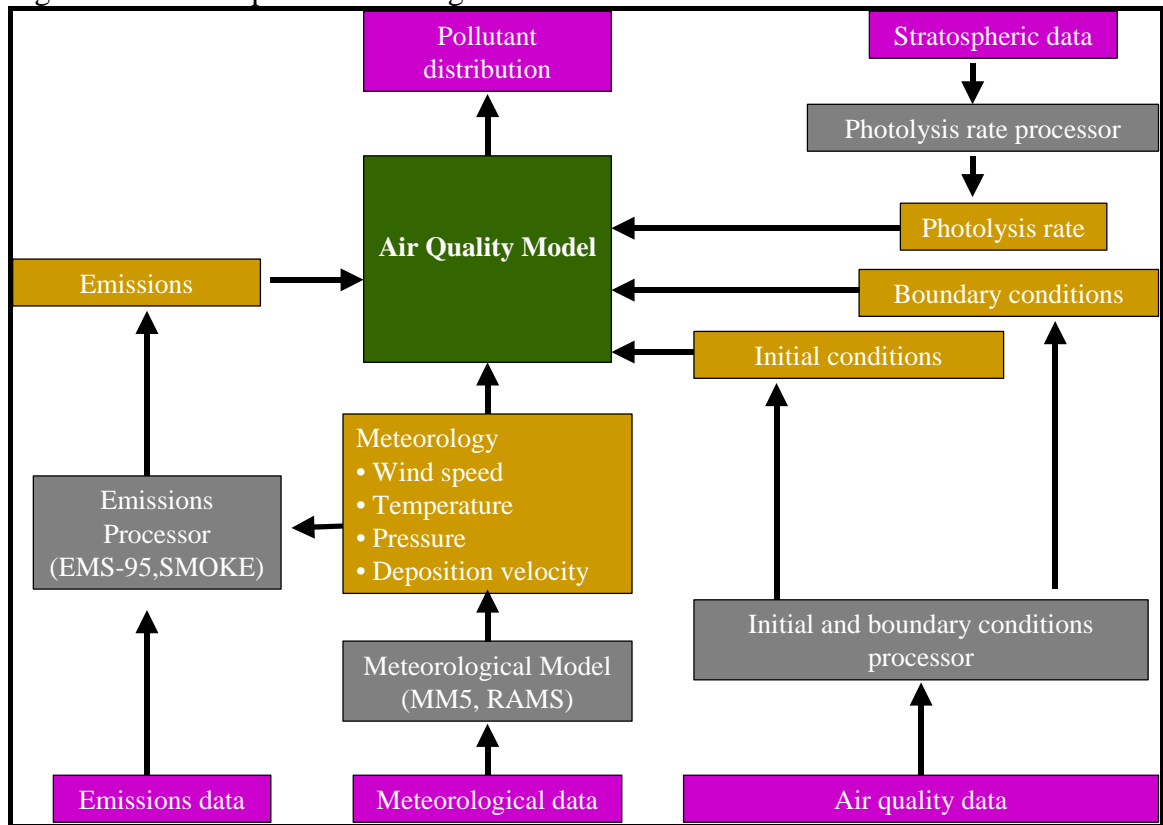 Pollutant
distribution
Stratospheric data
Photolysis rate processor
Photolysis rate
Air Quality Model
Emissions
Boundary conditions
Initial conditions
Meteorology
• Wind speed
• Temperature
• Pressure
• Deposition velocity
Emissions
Processor
(EMS-95,SMOKE)
Initial and boundary conditions
processor
Meteorological Model
(MM5, RAMS)
Emissions data
Meteorological data
Air quality data